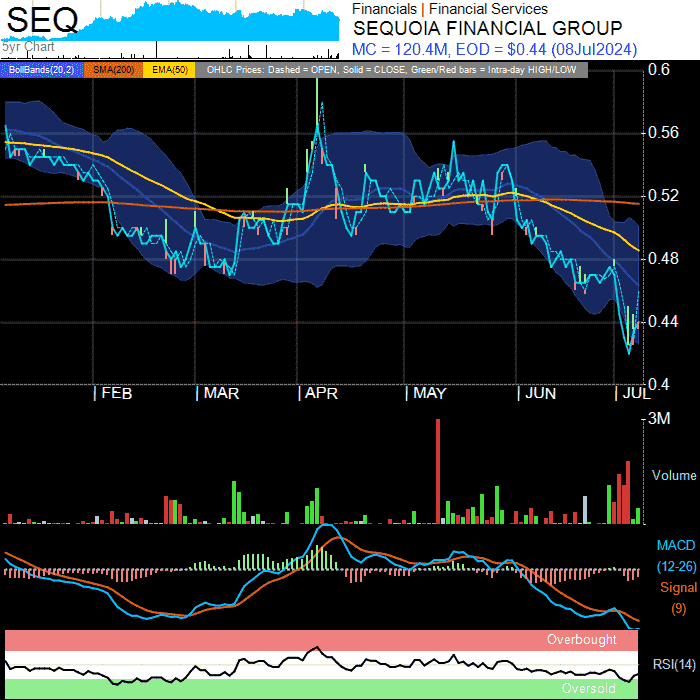 SEQ
5yr Chart
Financials | Financial Services
SEQUOIA FINANCIAL GROUP
MC = 120.4M, EOD = $0.44 (08Jul2024)
BollBands(20,2) SMA(200) EMA(50) OHLC Prices: Dashed = OPEN, Solid = CLOSE, Green/Red bars = Intra-day HIGH/LOW
0.6
0.56
0.52
0.48
0.44
0.4
| FEB | MAR | APR | MAY | JUN | JUL
3M
Volume
MACD
(12-26)
Signal
(9)
Overbought
RSI(14)
Oversold